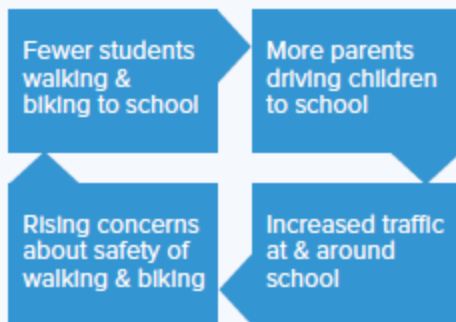 Fewer students
walking &
biking to school
More parents
driving children
to school
Increased traffic
at & around
school
Rising concerns
about safety of
walking & biking